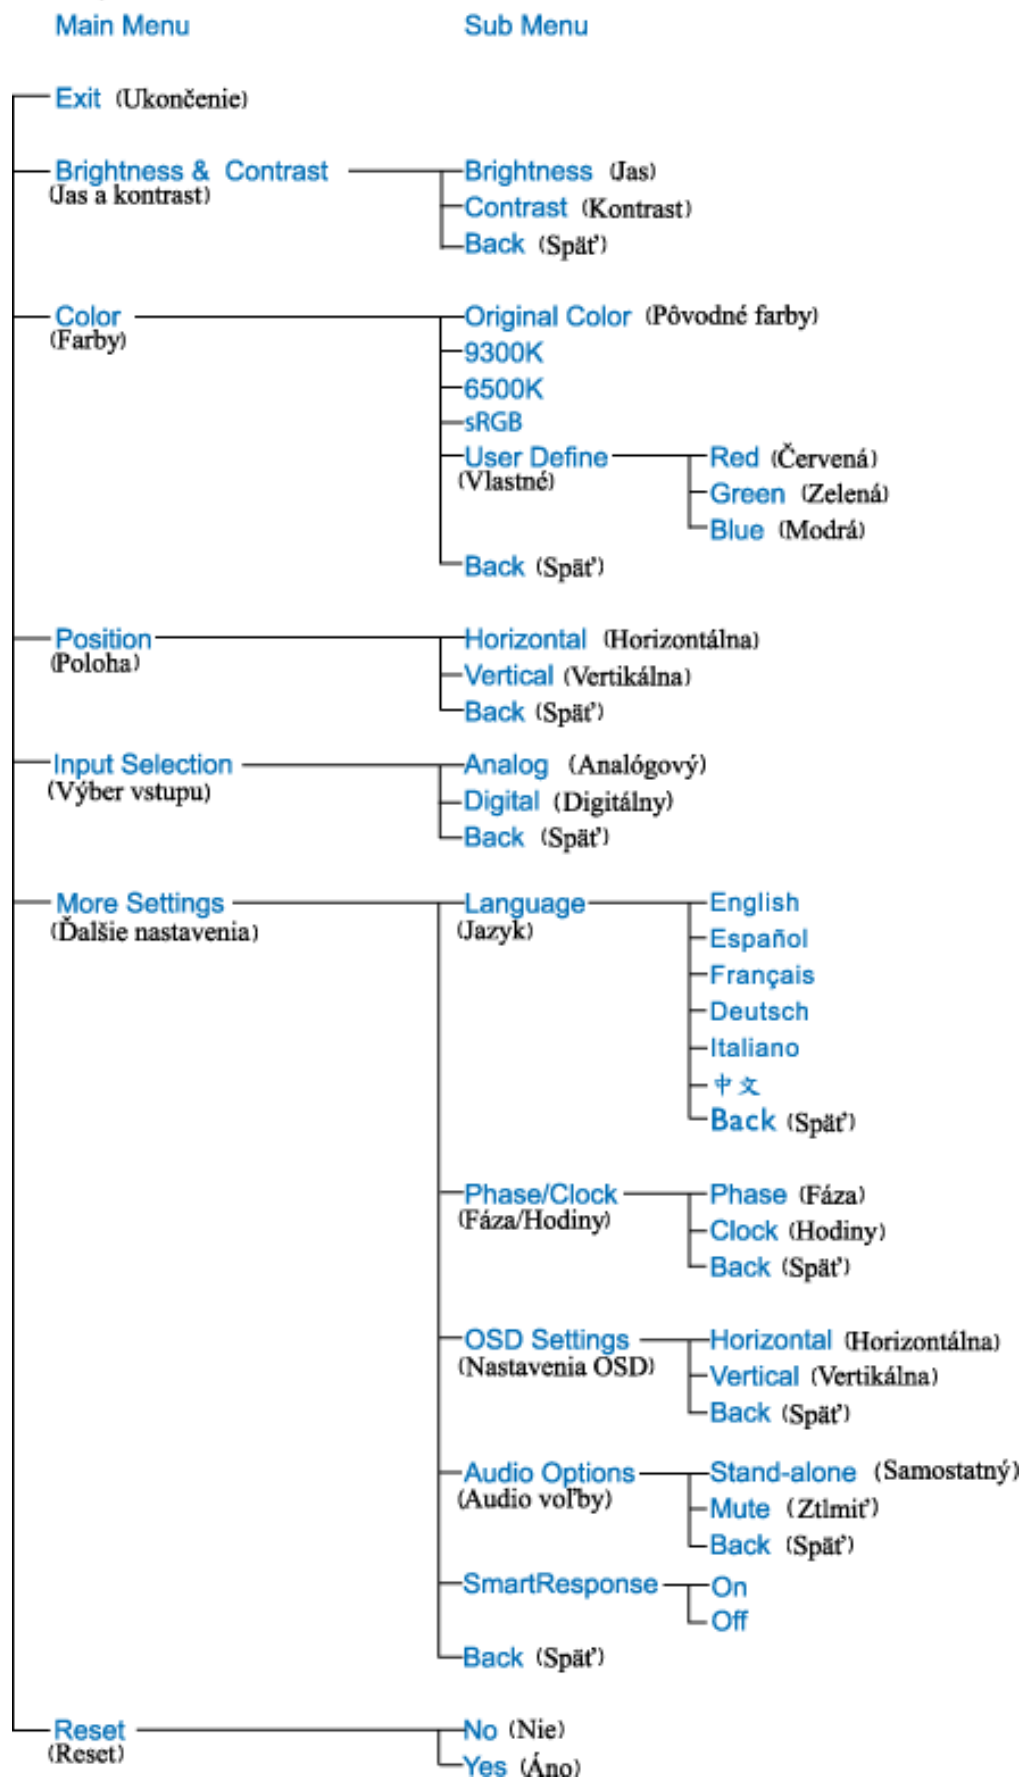 Main Menu Sub Menu
Exit (Ukončenie)
Brightness & Contrast Brightness (Jas)
(Jas a kontrast)
Contrast (Kontrast)
Back (Späť)
Color Original Color (Pôvodné farby)
(Farby)
9300K
6500K
sRGB
User Define Red (Červená)
(Vlastné)
Green (Zelená)
Blue (Modrá)
Back (Späť)
Position Horizontal (Horizontálna)
(Poloha)
Vertical (Vertikálna)
Back (Späť)
Input Selection Analog (Analógový)
(Výber vstupu)
Digital (Digitálny)
Back (Späť)
More Settings Language English
(Ďalšie nastavenia) (Jazyk)
Español
Français
Deutsch
Italiano
中文
Back (Späť)
Phase/Clock Phase (Fáza)
(Fáza/Hodiny)
Clock (Hodiny)
Back (Späť)
OSD Settings Horizontal (Horizontálna)
(Nastavenia OSD)
Vertical (Vertikálna)
Back (Späť)
Audio Options Stand-alone (Samostatný)
(Audio voľby)
Mute (Ztlmiť)
Back (Späť)
SmartResponse On
Off
Back (Späť)
Reset No (Nie)
(Reset)
Yes (Áno)